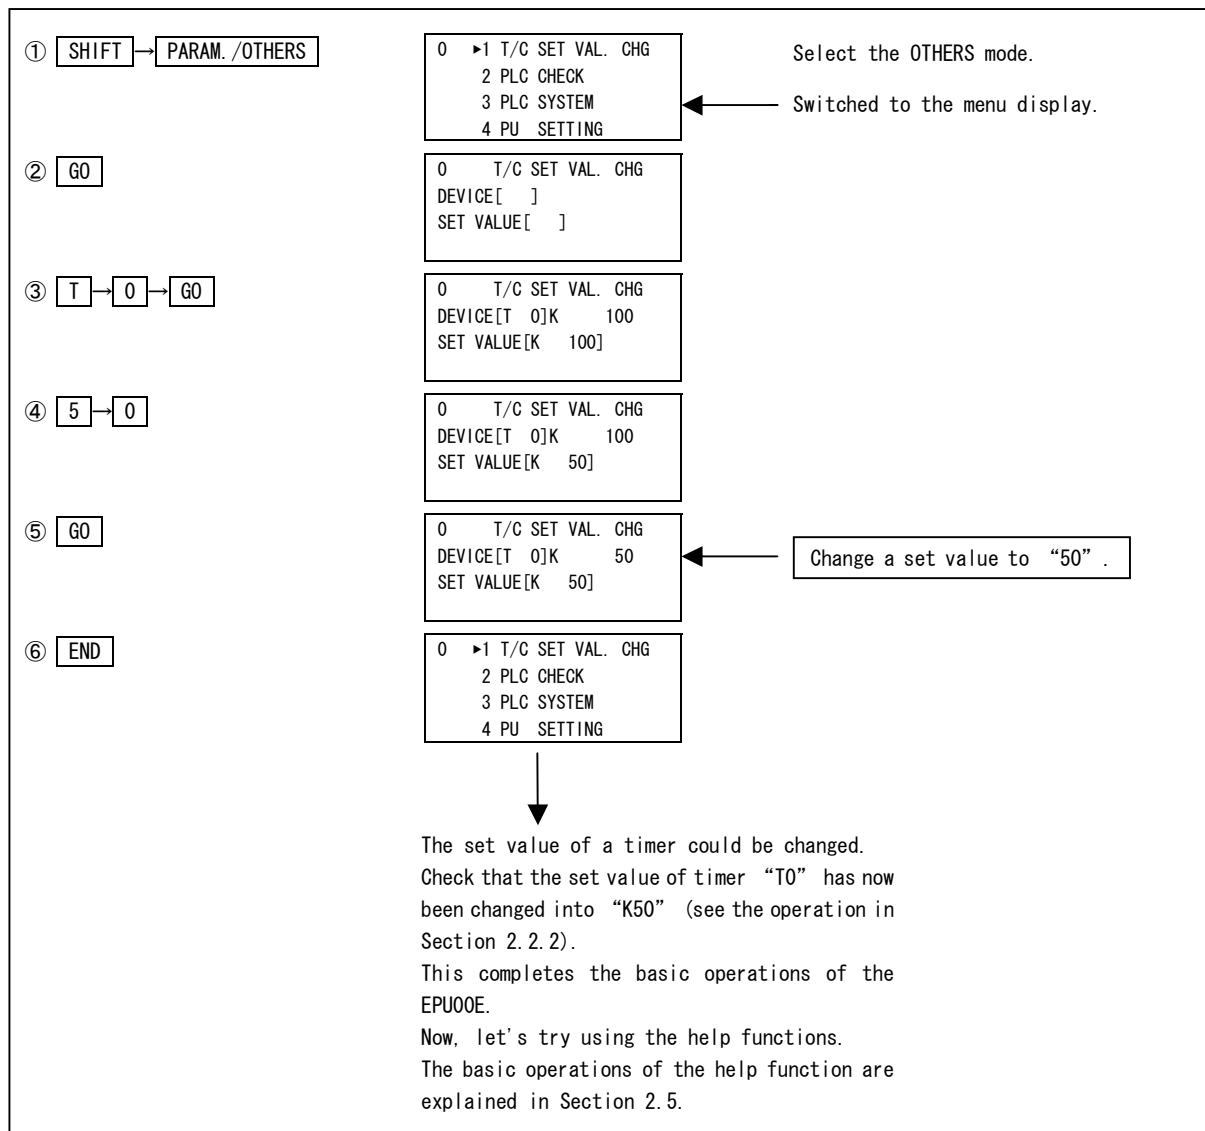 ① SHIFT → PARAM./OTHERS
0 ►1 T/C SET VAL. CHG
2 PLC CHECK
3 PLC SYSTEM
4 PU SETTING
Select the OTHERS mode.
Switched to the menu display.
② GO
0 T/C SET VAL. CHG
DEVICE[ ]
SET VALUE[ ]
③ T → 0 → GO
0 T/C SET VAL. CHG
DEVICE[T 0]K 100
SET VALUE[K 100]
④ 5 → 0
0 T/C SET VAL. CHG
DEVICE[T 0]K 100
SET VALUE[K 50]
⑤ GO
0 T/C SET VAL. CHG
DEVICE[T 0]K 50
SET VALUE[K 50]
Change a set value to “50”.
⑥ END
0 ►1 T/C SET VAL. CHG
2 PLC CHECK
3 PLC SYSTEM
4 PU SETTING
The set value of a timer could be changed.
Check that the set value of timer “T0” has now
been changed into “K50” (see the operation in
Section 2.2.2).
This completes the basic operations of the
EPU00E.
Now, let's try using the help functions.
The basic operations of the help function are
explained in Section 2.5.